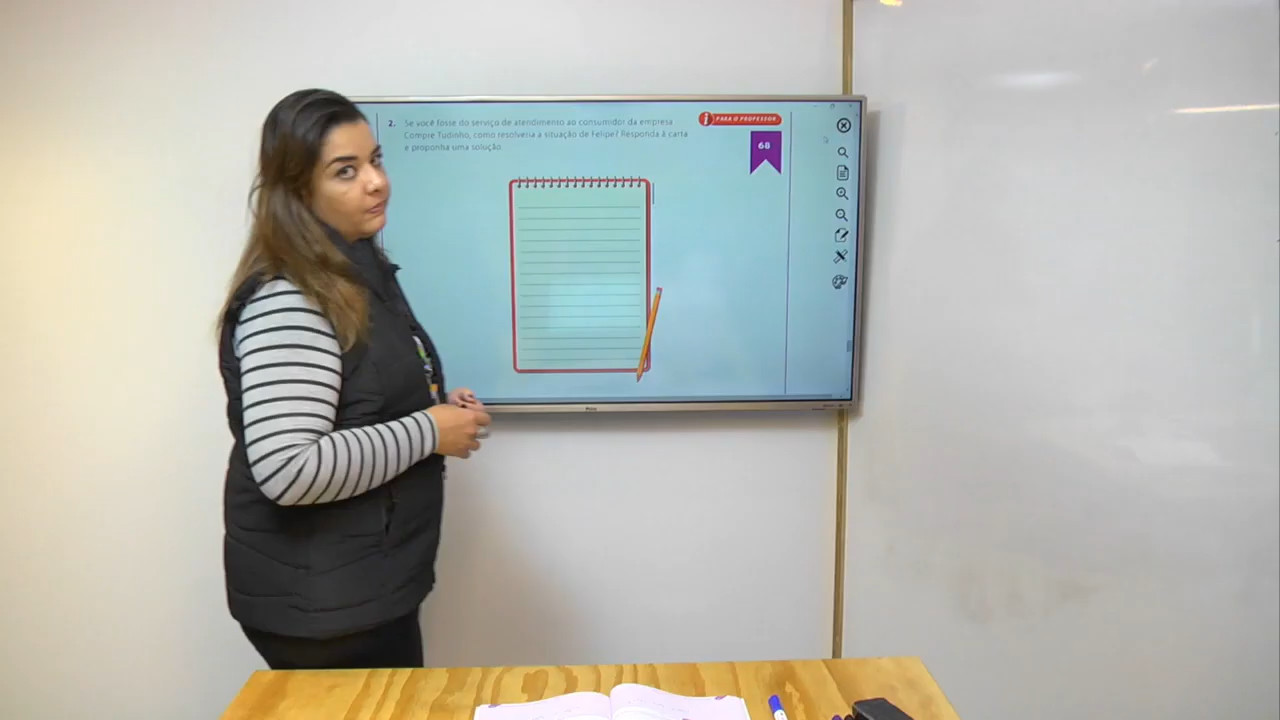 2. Se você fosse do serviço de atendimento ao consumidor da empresa
Compre Tudinho, como resolveria a situação de Felipe? Responda à carta
e proponha uma solução.
PARA O PROFESSOR
68